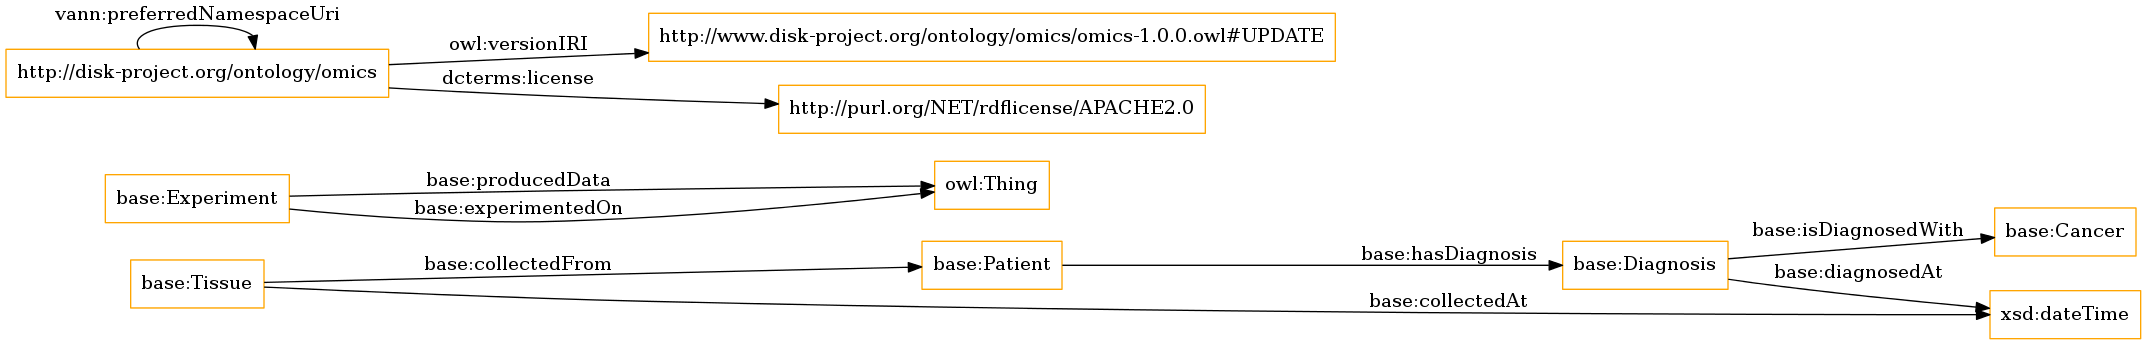 vann:preferredNamespaceUri
http://disk-project.org/ontology/omics
owl:versionIRI
http://www.disk-project.org/ontology/omics/omics-1.0.0.owl#UPDATE
dcterms:license
http://purl.org/NET/rdflicense/APACHE2.0
base:Experiment
base:producedData
base:experimentedOn
owl:Thing
base:Tissue
base:collectedFrom
base:Patient
base:hasDiagnosis
base:Diagnosis
base:isDiagnosedWith
base:Cancer
base:diagnosedAt
base:collectedAt
xsd:dateTime